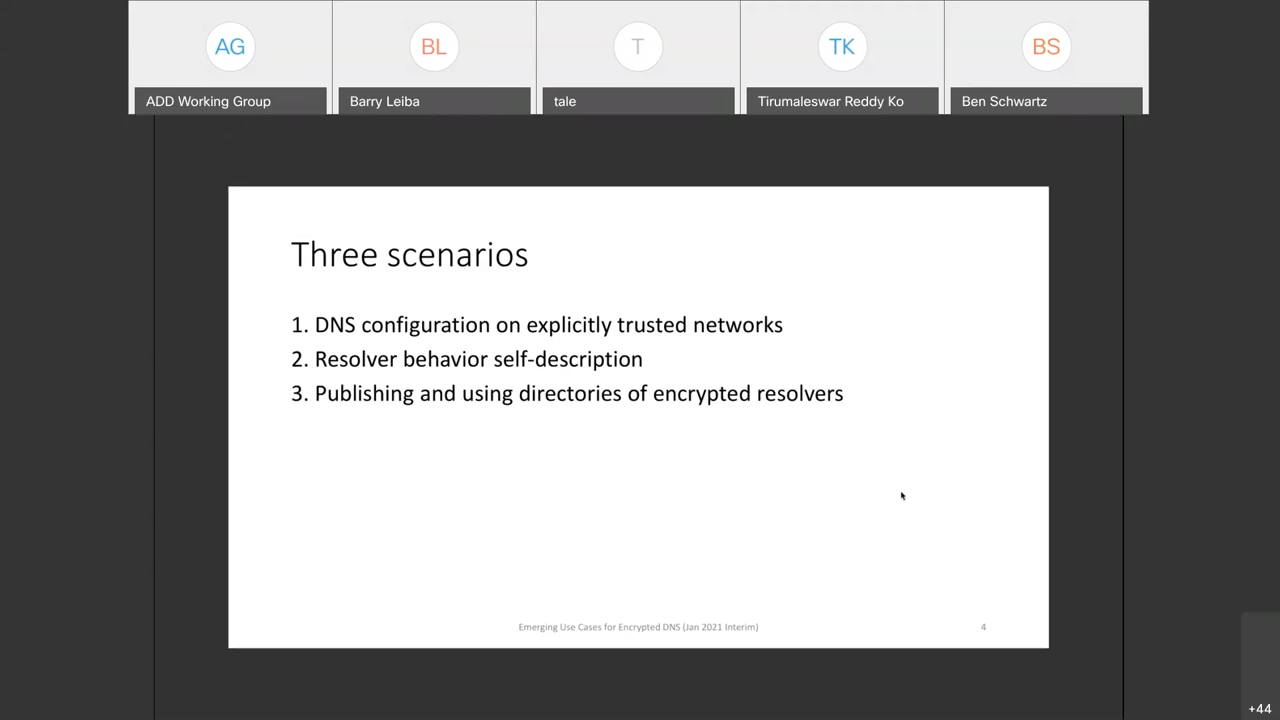 AG
BL
T
TK
BS
ADD Working Group
Barry Leiba
tale
Tirumaleswar Reddy Ko
Ben Schwartz
Three scenarios
1. DNS configuration on explicitly trusted networks
2. Resolver behavior self-description
3. Publishing and using directories of encrypted resolvers
Emerging Use Cases for Encrypted DNS (Jan 2021 Interim)
4
+44